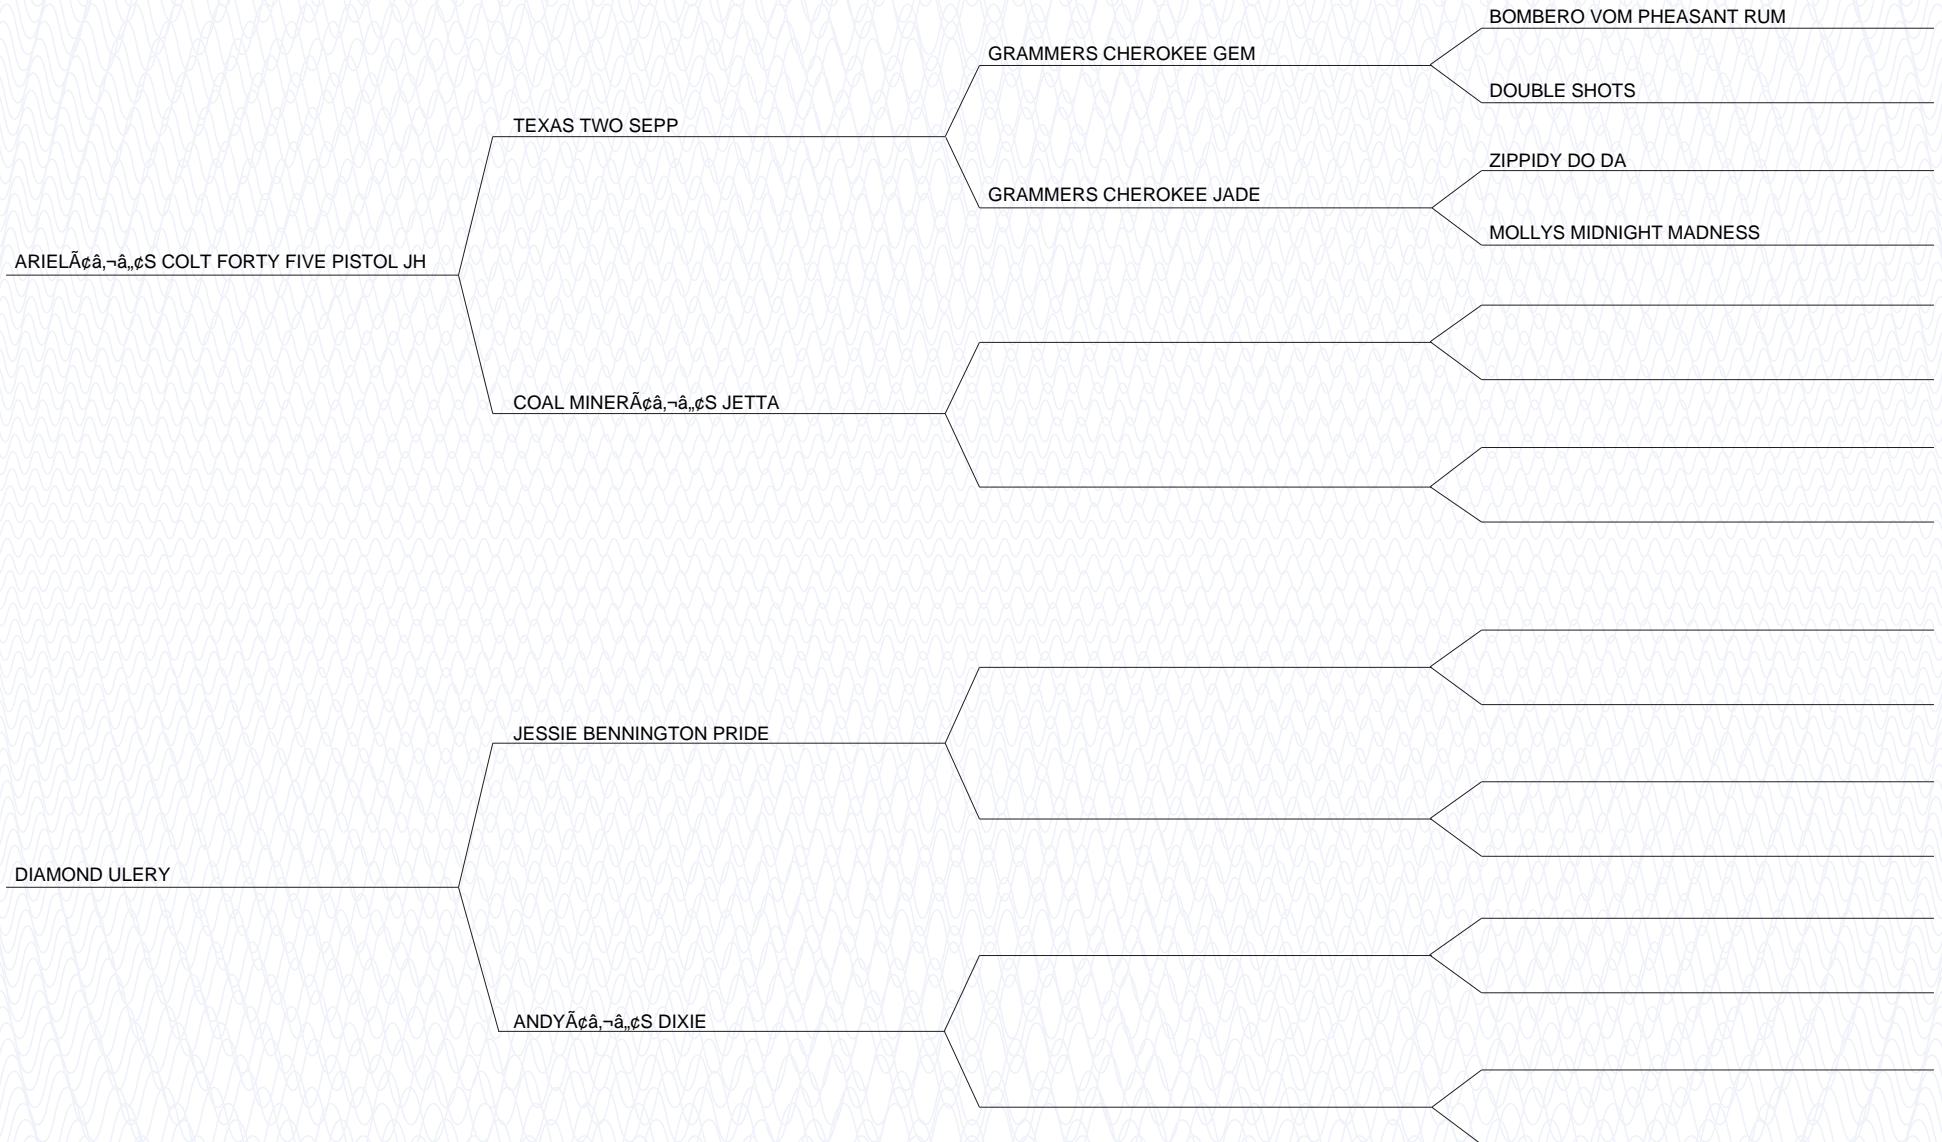 BOMBERO VOM PHEASANT RUM
GRAMMERS CHEROKEE GEM
DOUBLE SHOTS
TEXAS TWO SEPP
ZIPPIDY DO DA
GRAMMERS CHEROKEE JADE
MOLLYS MIDNIGHT MADNESS
ARIELÃ¢â‚¬â„¢S COLT FORTY FIVE PISTOL JH
COAL MINERÃ¢â‚¬â„¢S JETTA
JESSIE BENNINGTON PRIDE
DIAMOND ULERY
ANDYÃ¢â‚¬â„¢S DIXIE